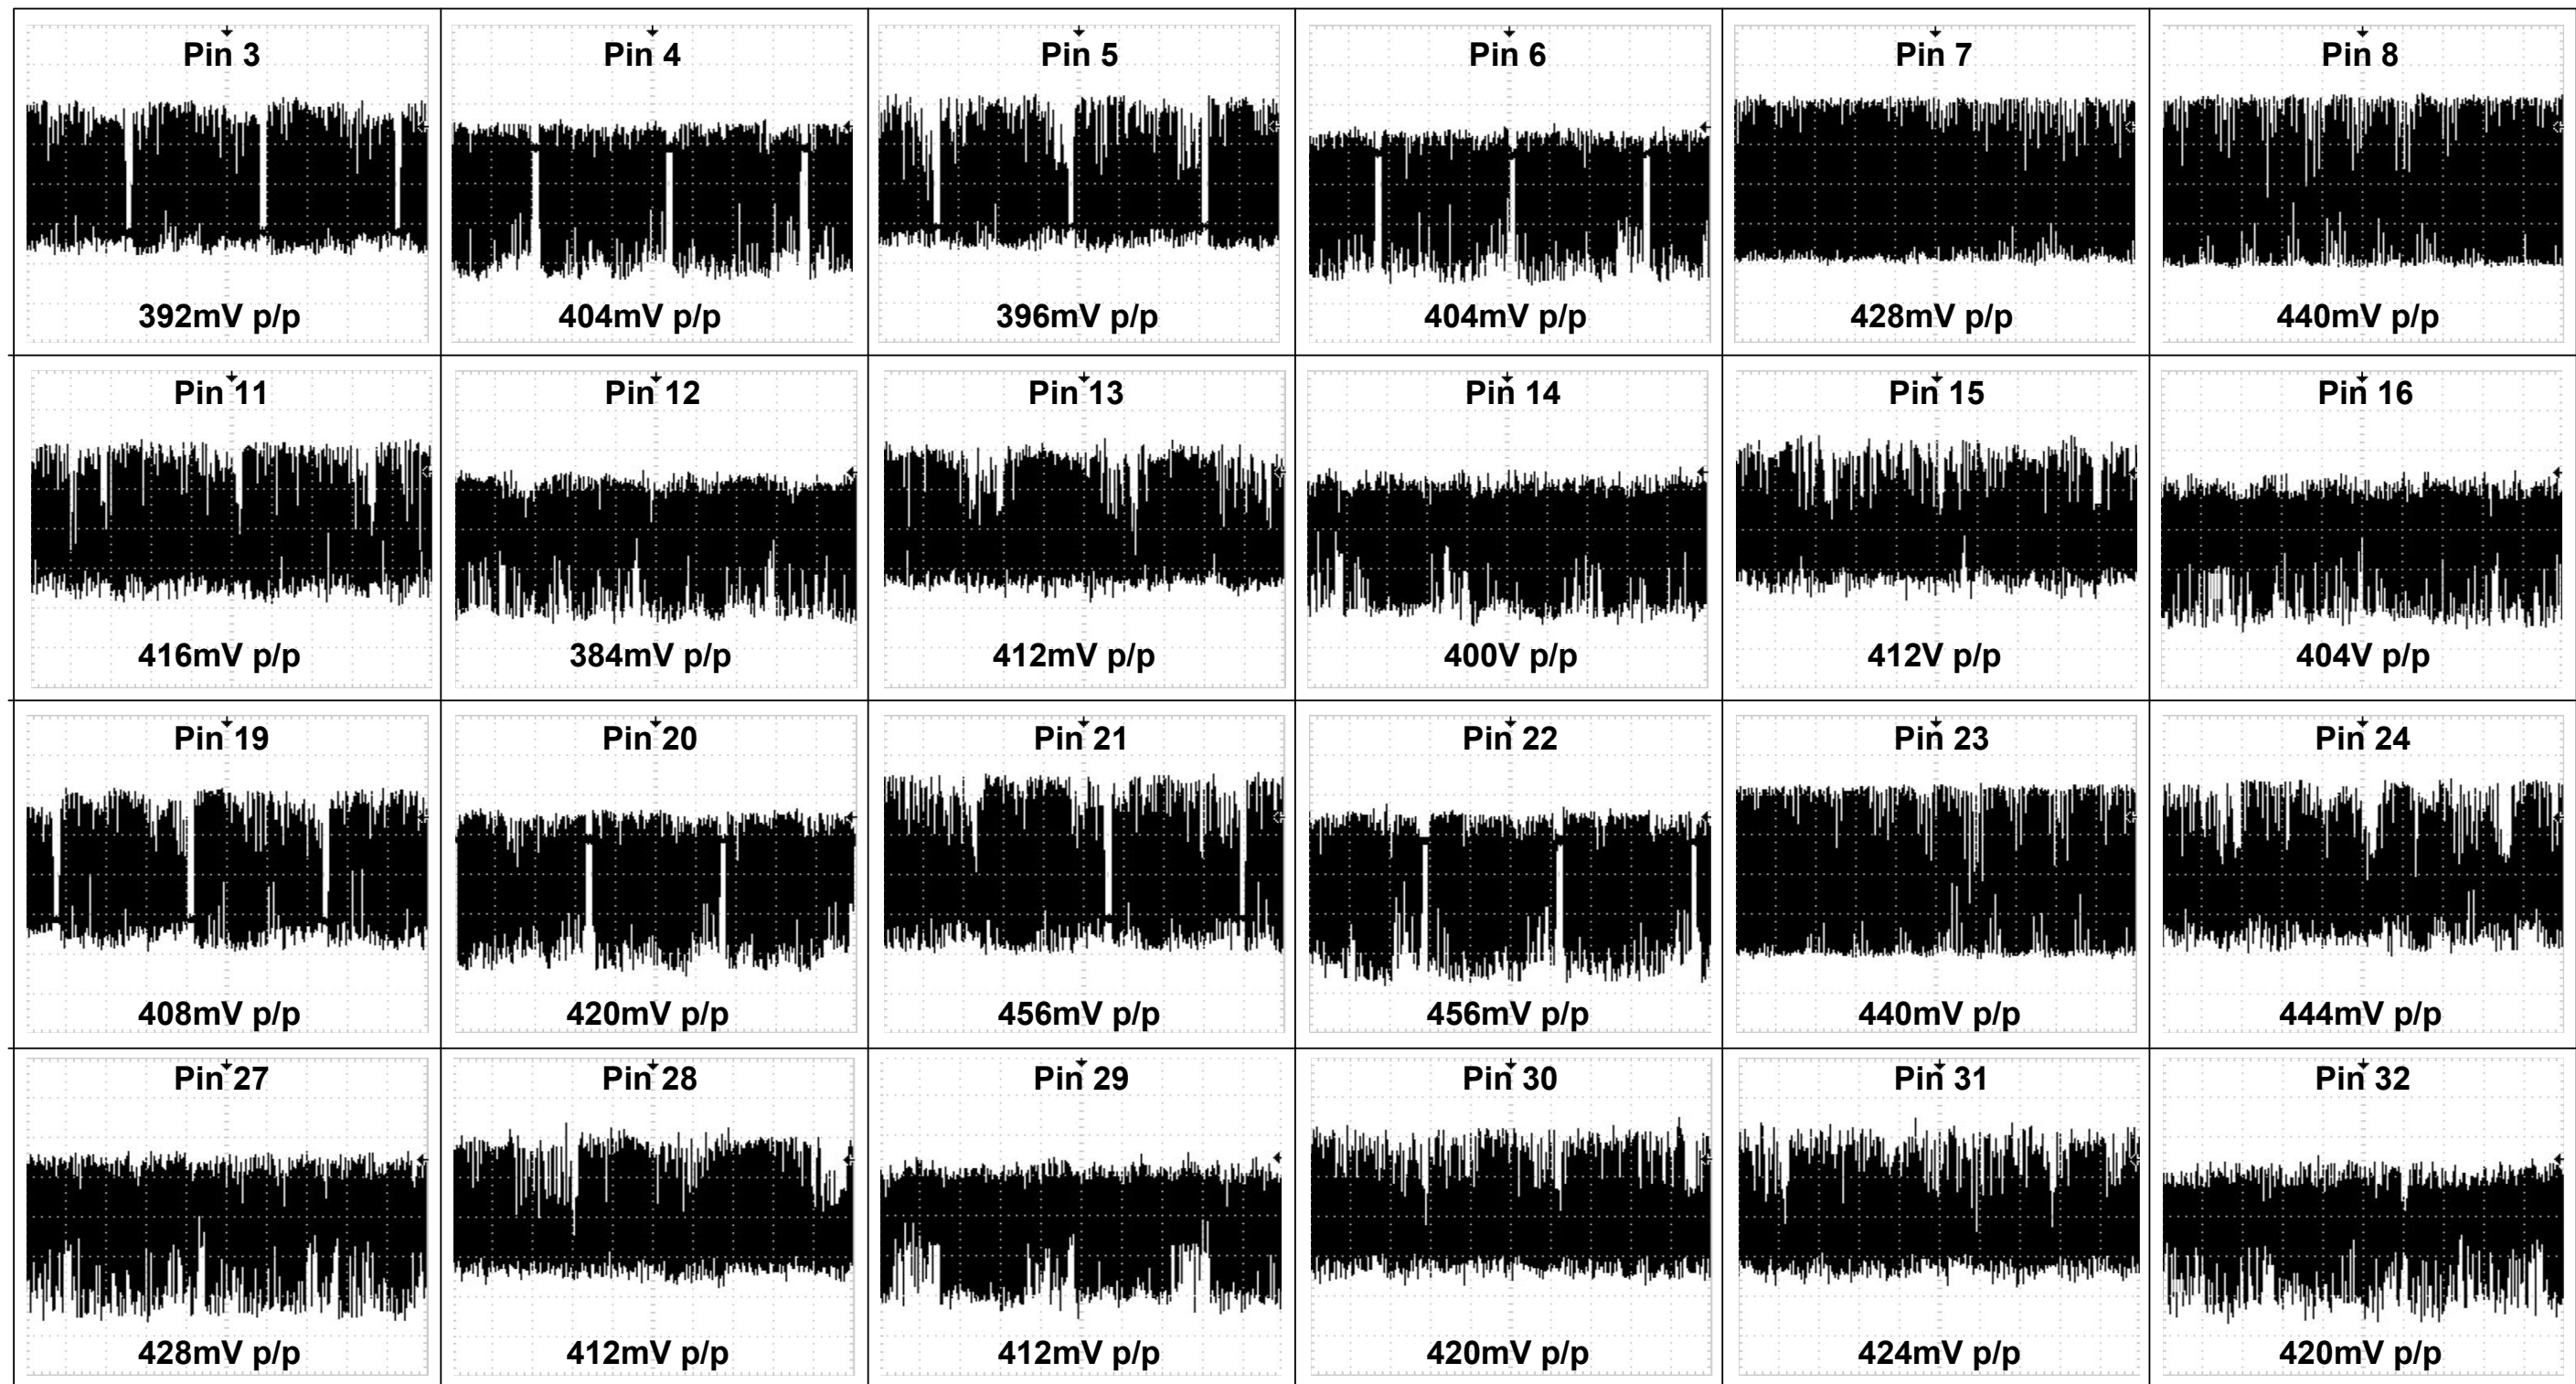 Pin 3
392mV p/p
Pin 4
404mV p/p
Pin 5
396mV p/p
Pin 6
404mV p/p
Pin 7
428mV p/p
Pin 8
440mV p/p
Pin 11
416mV p/p
Pin 12
384mV p/p
Pin 13
412mV p/p
Pin 14
400V p/p
Pin 15
412V p/p
Pin 16
404V p/p
Pin 19
408mV p/p
Pin 20
420mV p/p
Pin 21
456mV p/p
Pin 22
456mV p/p
Pin 23
440mV p/p
Pin 24
444mV p/p
Pin 27
428mV p/p
Pin 28
412mV p/p
Pin 29
412mV p/p
Pin 30
420mV p/p
Pin 31
424mV p/p
Pin 32
420mV p/p